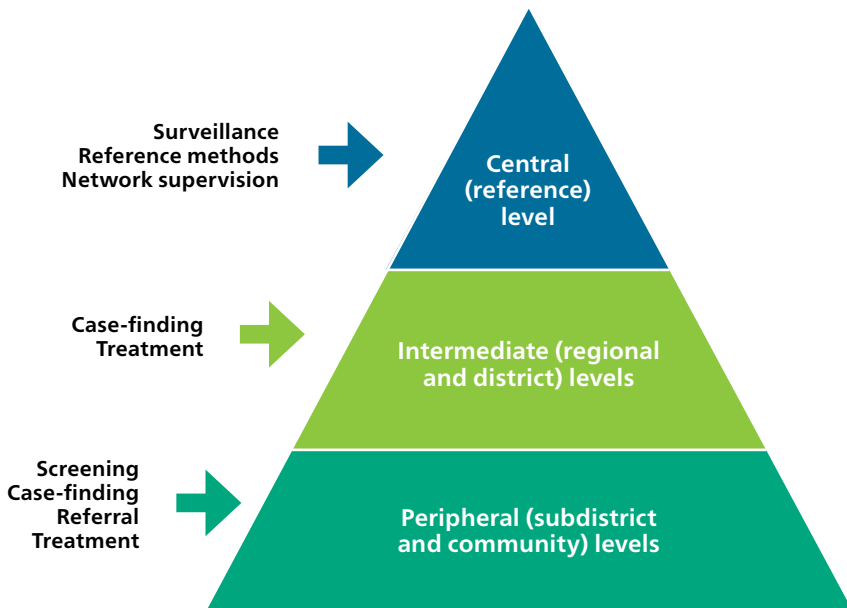 Surveillance
Reference methods
Network supervision
Central
(reference)
level
Case-finding
Treatment
Intermediate (regional
and district) levels
Screening
Case-finding
Referral
Treatment
Peripheral (subdistrict
and community) levels